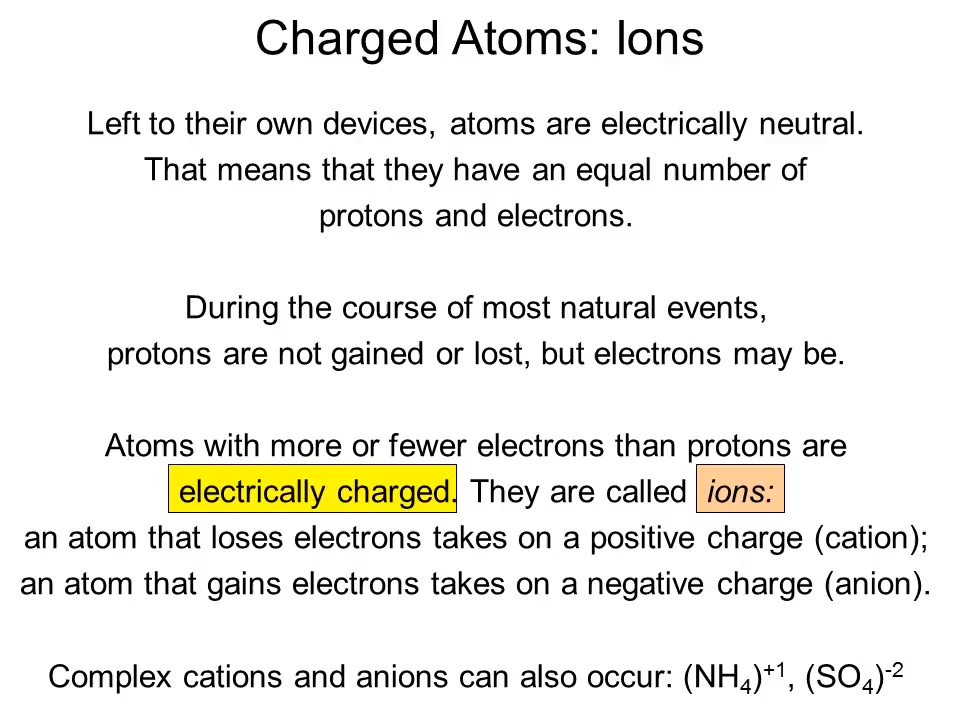 Charged Atoms: Ions
Left to their own devices, atoms are electrically neutral.
That means that they have an equal number of
protons and electrons.
During the course of most natural events,
protons are not gained or lost, but electrons may be.
Atoms with more or fewer electrons than protons are
electrically charged. They are called ions:
an atom that loses electrons takes on a positive charge (cation);
an atom that gains electrons takes on a negative charge (anion).
Complex cations and anions can also occur: (NH₄)⁺¹, (SO₄)⁻²